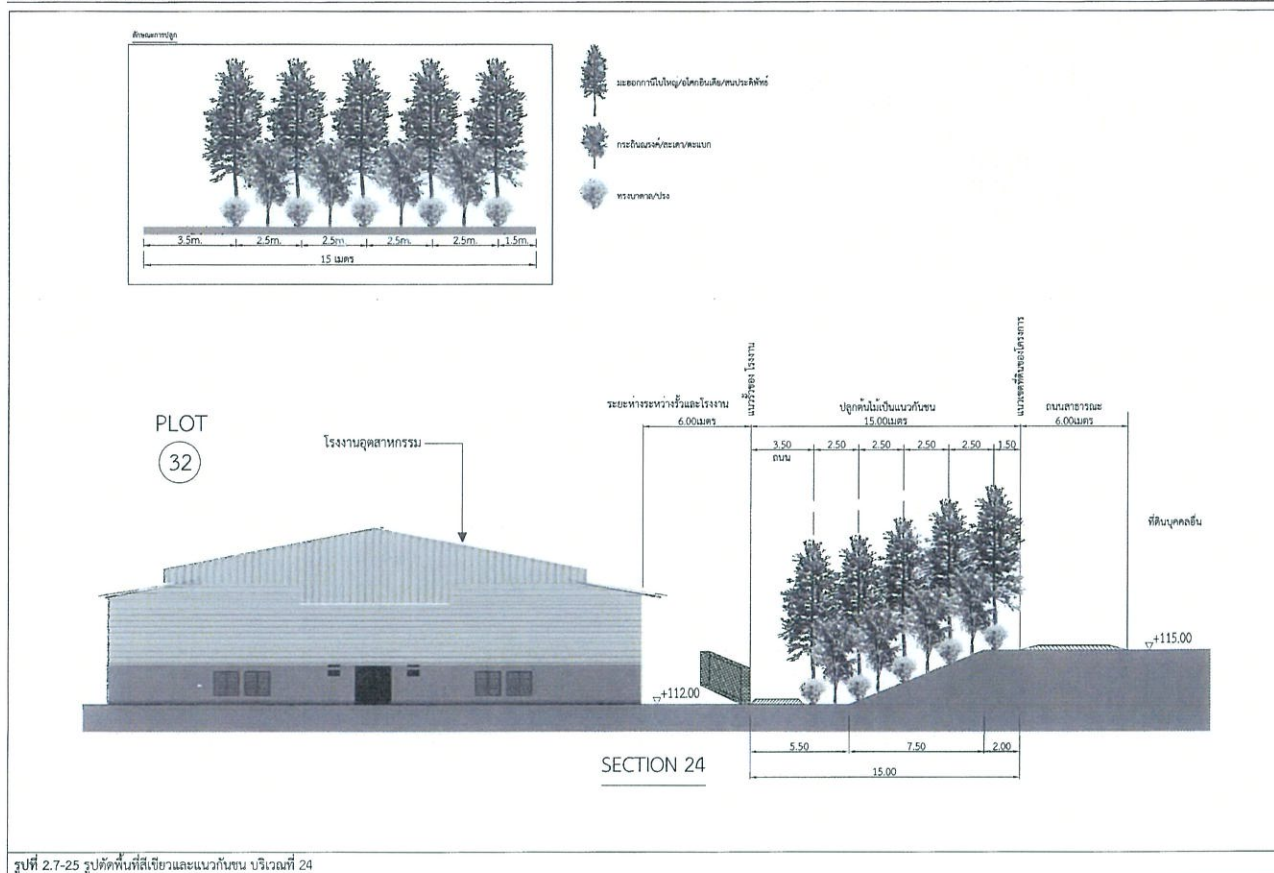 ลักษณะการปลูก
มะฮอกกานีใบใหญ่/อโศกอินเดีย/สนประดิพัทธ์
กระถินณรงค์/สะเดา/ตะแบก
ทรงบาดาล/ปรง
3.5m. 2.5m. 2.5m. 2.5m. 2.5m. 1.5m.
15 เมตร
PLOT
32
โรงงานอุตสาหกรรม
ระยะห่างระหว่างรั้วและโรงงาน
6.00เมตร
แนวรั้วของ โรงงาน
ปลูกต้นไม้เป็นแนวกันชน
15.00เมตร
แนวเขตที่ดินของโครงการ
ถนนสาธารณะ
6.00เมตร
3.50 2.50 2.50 2.50 2.50 1.50
ถนน
ที่ดินบุคคลอื่น
+115.00
+112.00
5.50 7.50 2.00
15.00
SECTION 24
รูปที่ 2.7-25 รูปตัดพื้นที่สีเขียวและแนวกันชน บริเวณที่ 24